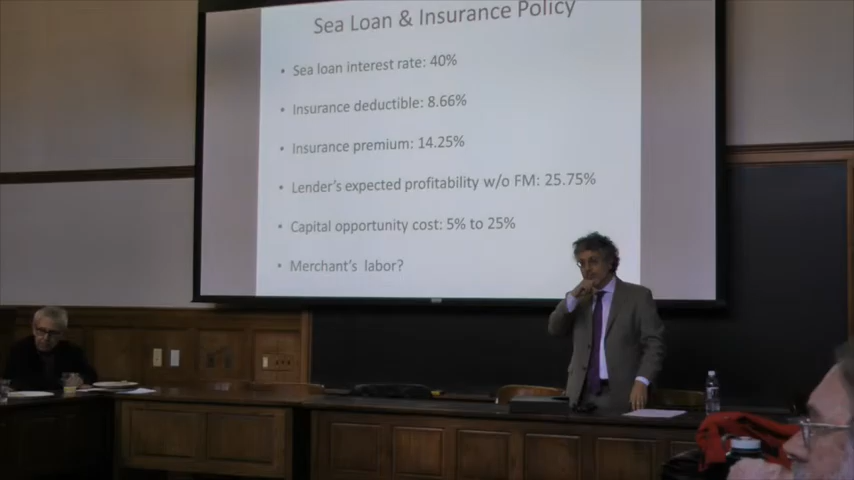 Sea Loan & Insurance Policy
• Sea loan interest rate: 40%
• Insurance deductible: 8.66%
• Insurance premium: 14.25%
• Lender's expected profitability w/o FM: 25.75%
• Capital opportunity cost: 5% to 25%
• Merchant's labor?